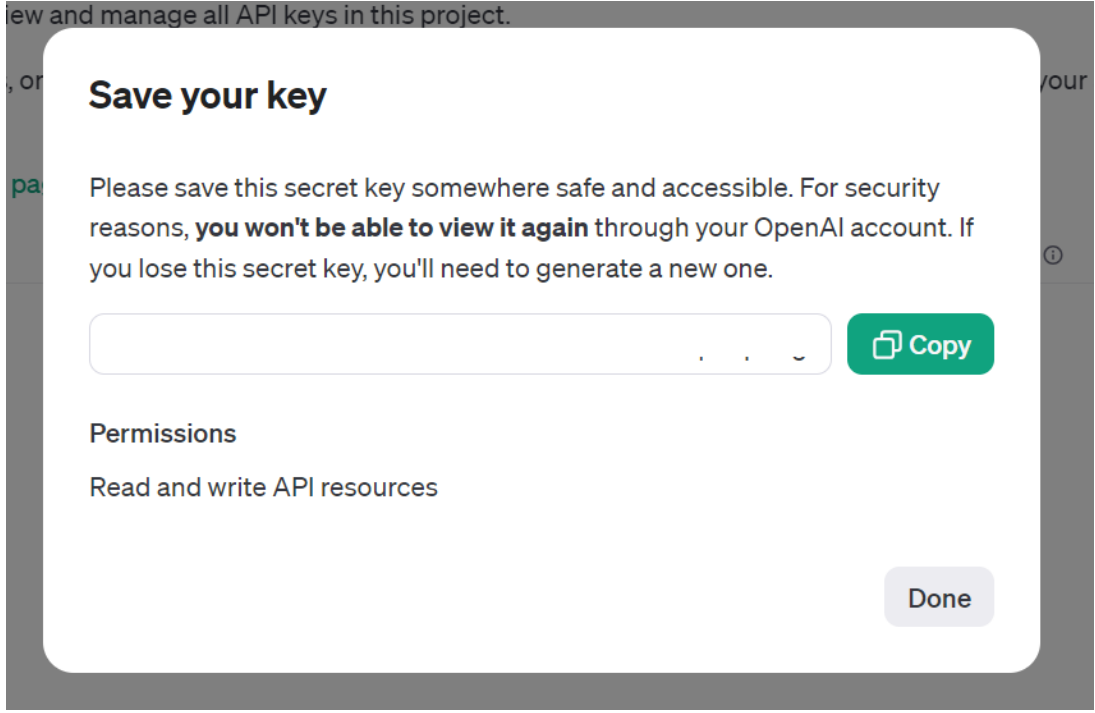 iew and manage all API keys in this project.
, or
your
Save your key
pa
Please save this secret key somewhere safe and accessible. For security
reasons, you won't be able to view it again through your OpenAI account. If
you lose this secret key, you'll need to generate a new one.
Copy
Permissions
Read and write API resources
Done